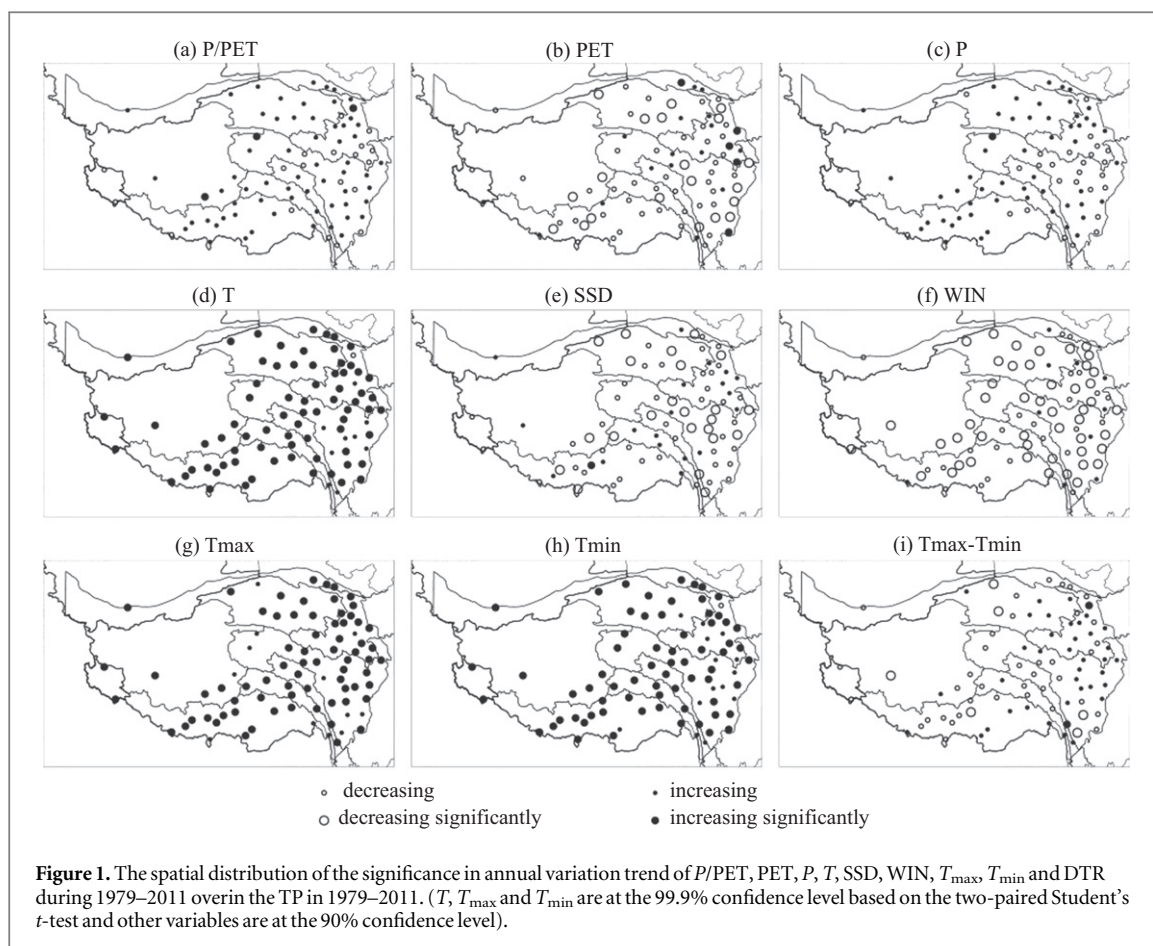 (a) P/PET (b) PET (c) P
(d) T (e) SSD (f) WIN
(g) Tmax (h) Tmin (i) Tmax-Tmin
decreasing increasing
decreasing significantly increasing significantly
Figure 1. The spatial distribution of the significance in annual variation trend of P/PET, PET, P, T, SSD, WIN, Tmax, Tmin and DTR
during 1979–2011 overin the TP in 1979–2011. (T, Tmax and Tmin are at the 99.9% confidence level based on the two-paired Student's
t-test and other variables are at the 90% confidence level).